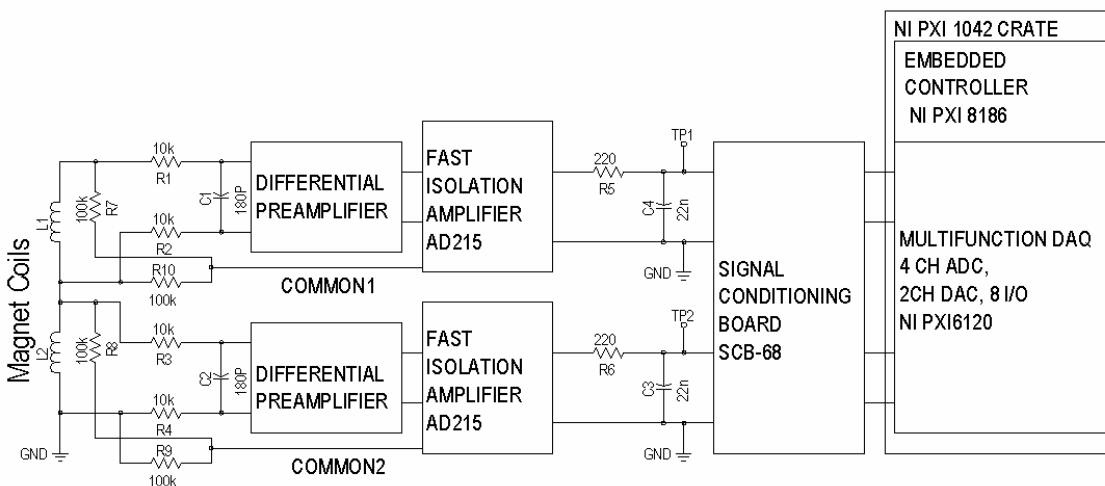 NI PXI 1042 CRATE
EMBEDDED
CONTROLLER
NI PXI 8186
MULTIFUNCTION DAQ
4 CH ADC,
2CH DAC, 8 I/O
NI PXI6120
Magnet Coils
L1
L2
GND
100k
R7
10k
R1
10k
R2
R10
100k
C1
180P
DIFFERENTIAL
PREAMPLIFIER
COMMON1
FAST
ISOLATION
AMPLIFIER
AD215
220
R5
TP1
C4
22n
GND
100k
R8
10k
R3
10k
R4
R9
100k
C2
180P
DIFFERENTIAL
PREAMPLIFIER
COMMON2
FAST
ISOLATION
AMPLIFIER
AD215
220
R6
TP2
C3
22n
GND
SIGNAL
CONDITIONING
BOARD
SCB-68